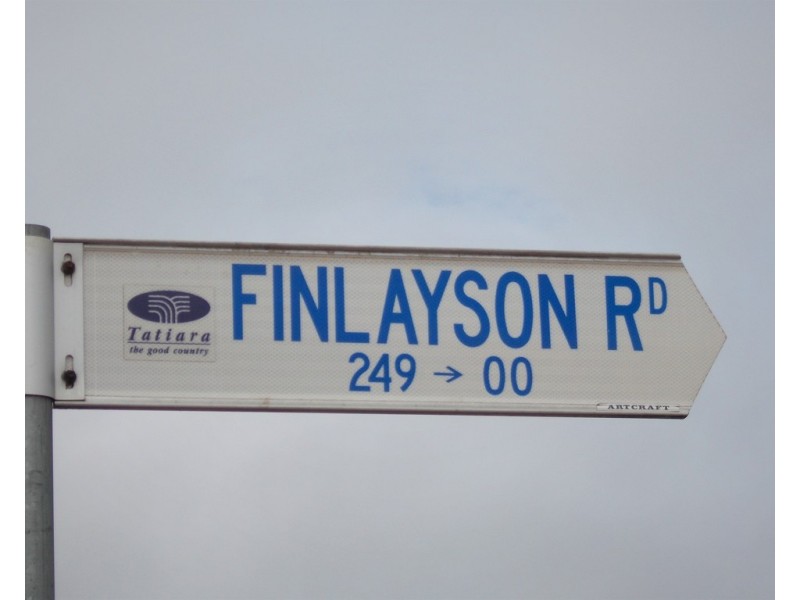 FINLAYSON RD
249 → 00
Tatiara
the good country
ARTCRAFT